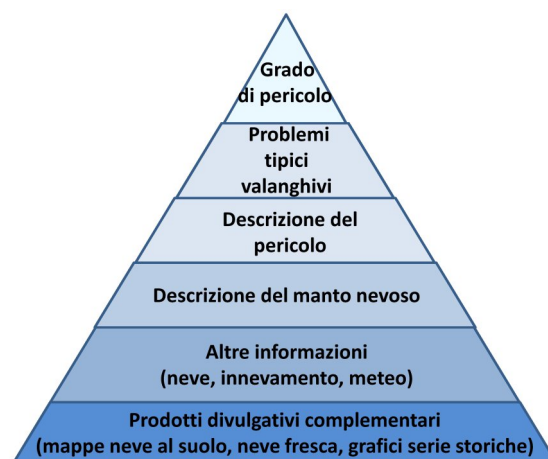 Grado
di pericolo
Problemi
tipici
valanghivi
Descrizione del
pericolo
Descrizione del manto nevoso
Altre informazioni
(neve, innevamento, meteo)
Prodotti divulgativi complementari
(mappe neve al suolo, neve fresca, grafici serie storiche)